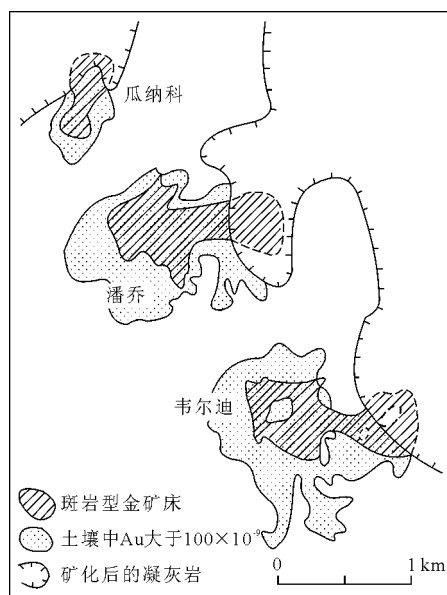 瓜纳科
潘乔
韦尔迪
斑岩型金矿床
土壤中Au大于100×10⁻⁹
矿化后的凝灰岩
0 1 km